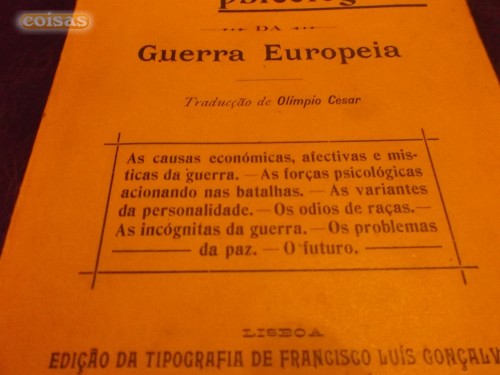 coisas
DA
Guerra Europeia
Traducção de Olimpio Cesar
As causas económicas, afectivas e mis-
ticas da guerra. — As forças psicológicas
acionando nas batalhas. — As variantes
da personalidade. — Os odios de raças. —
As incógnitas da guerra. — Os problemas
da paz. — O futuro.
LISBOA
EDIÇÃO DA TIPOGRAFIA DE FRANCISCO LUÍS